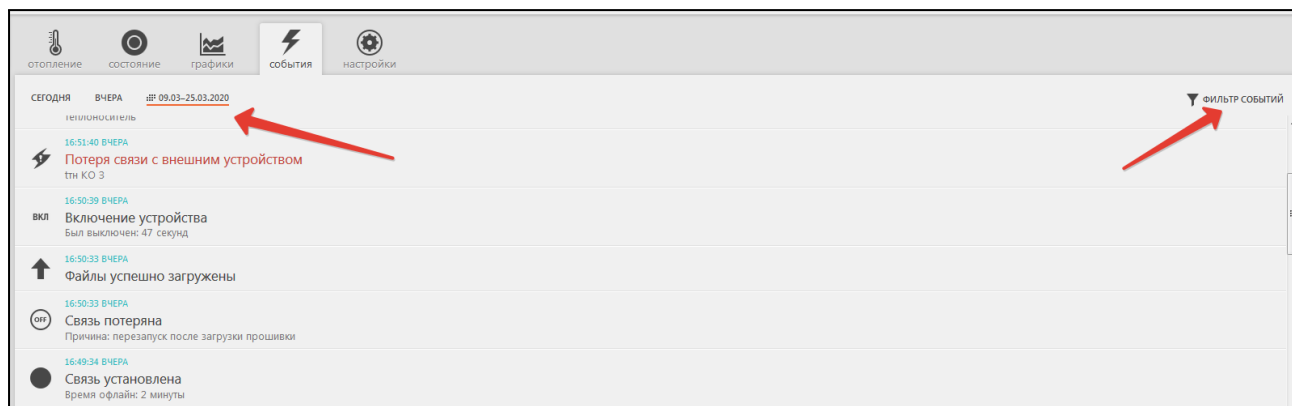 отопление состояние графики события настройки
СЕГОДНЯ ВЧЕРА 09.03–25.03.2020 ФИЛЬТР СОБЫТИЙ
теплоноситель
16:51:40 ВЧЕРА
Потеря связи с внешним устройством
tтн КО 3
16:50:39 ВЧЕРА
ВКЛ Включение устройства
Был выключен: 47 секунд
16:50:33 ВЧЕРА
Файлы успешно загружены
16:50:33 ВЧЕРА
OFF Связь потеряна
Причина: перезапуск после загрузки прошивки
16:49:34 ВЧЕРА
Связь установлена
Время офлайн: 2 минуты